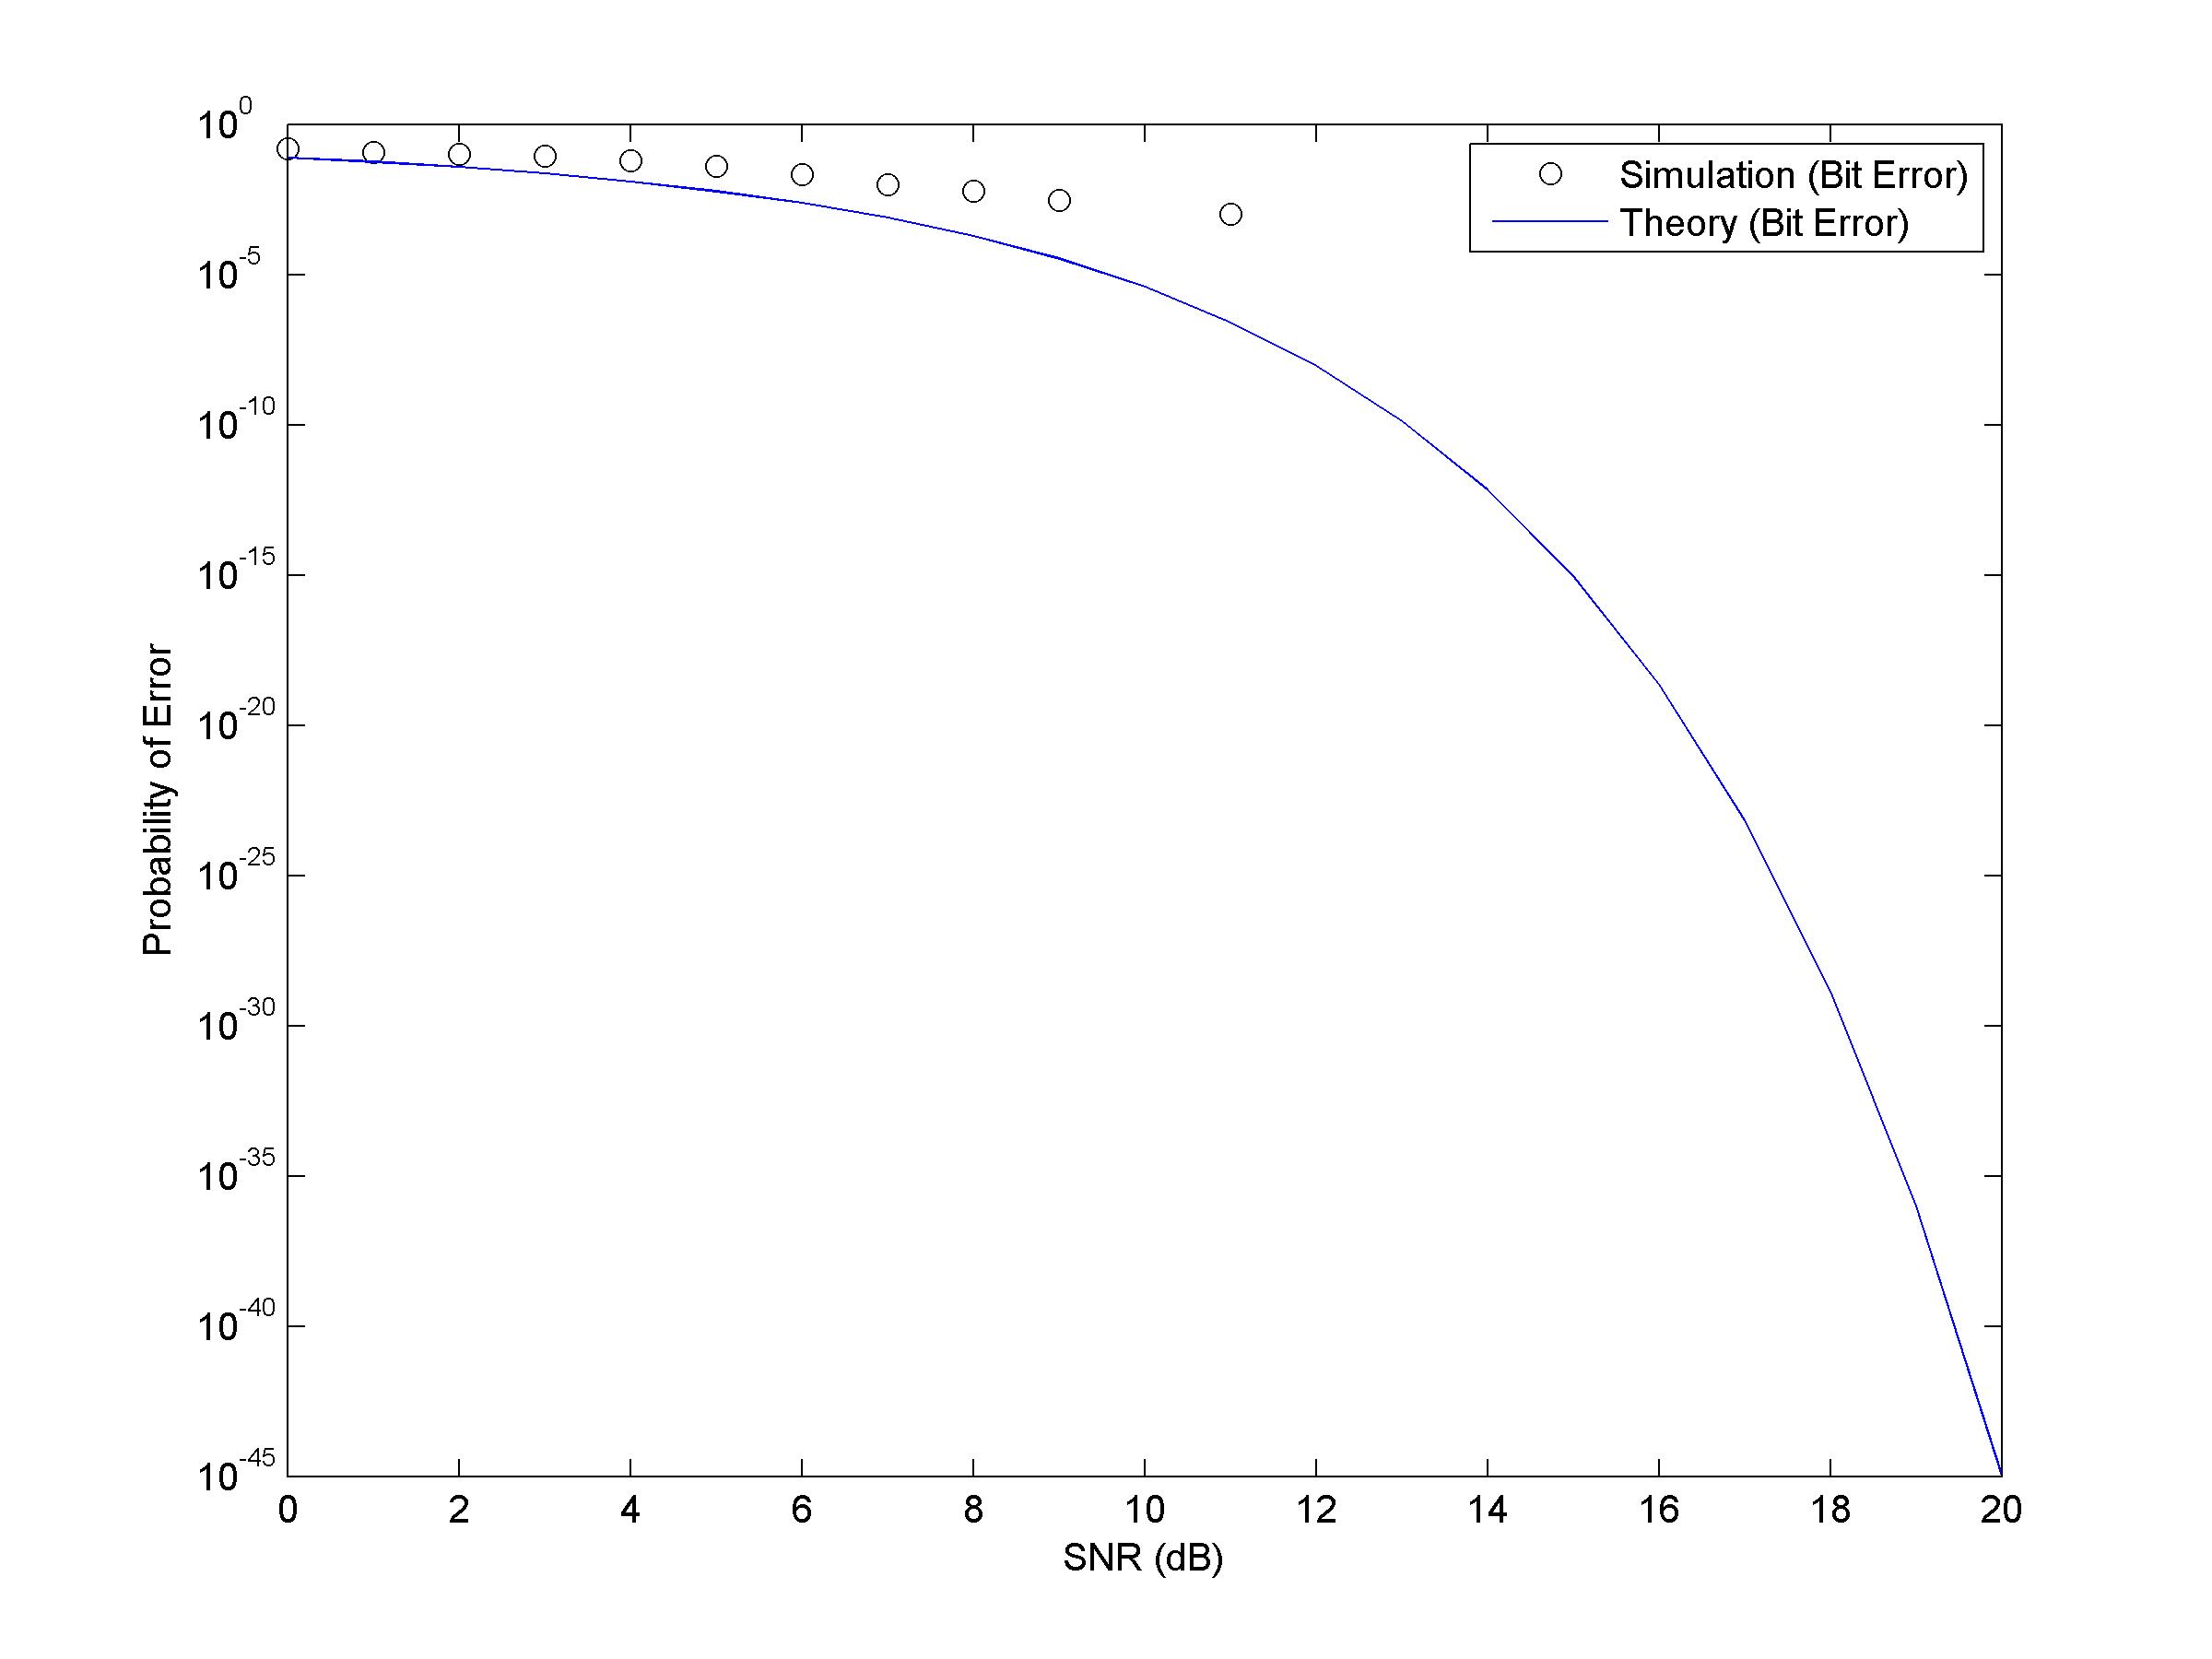 10^0
10^-5
10^-10
10^-15
10^-20
10^-25
10^-30
10^-35
10^-40
10^-45
Probability of Error
Simulation (Bit Error)
Theory (Bit Error)
0 2 4 6 8 10 12 14 16 18 20
SNR (dB)